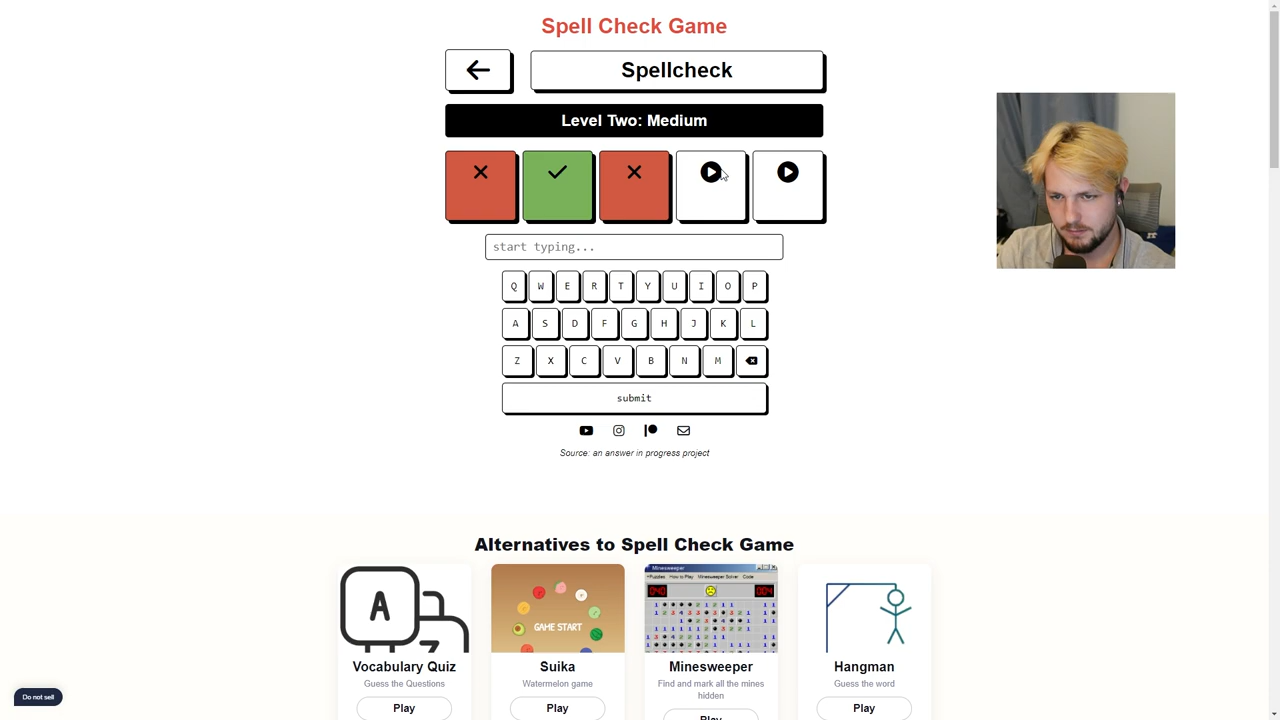 Spell Check Game
Spellcheck
Level Two: Medium
start typing...
Q W E R T Y U I O P
A S D F G H J K L
Z X C V B N M
submit
Source: an answer in progress project
Alternatives to Spell Check Game
A
GAME START
Minesweeper
Vocabulary Quiz
Guess the Questions
Play
Suika
Watermelon game
Play
Minesweeper
Find and mark all the mines
hidden
Play
Hangman
Guess the word
Play
Do not sell